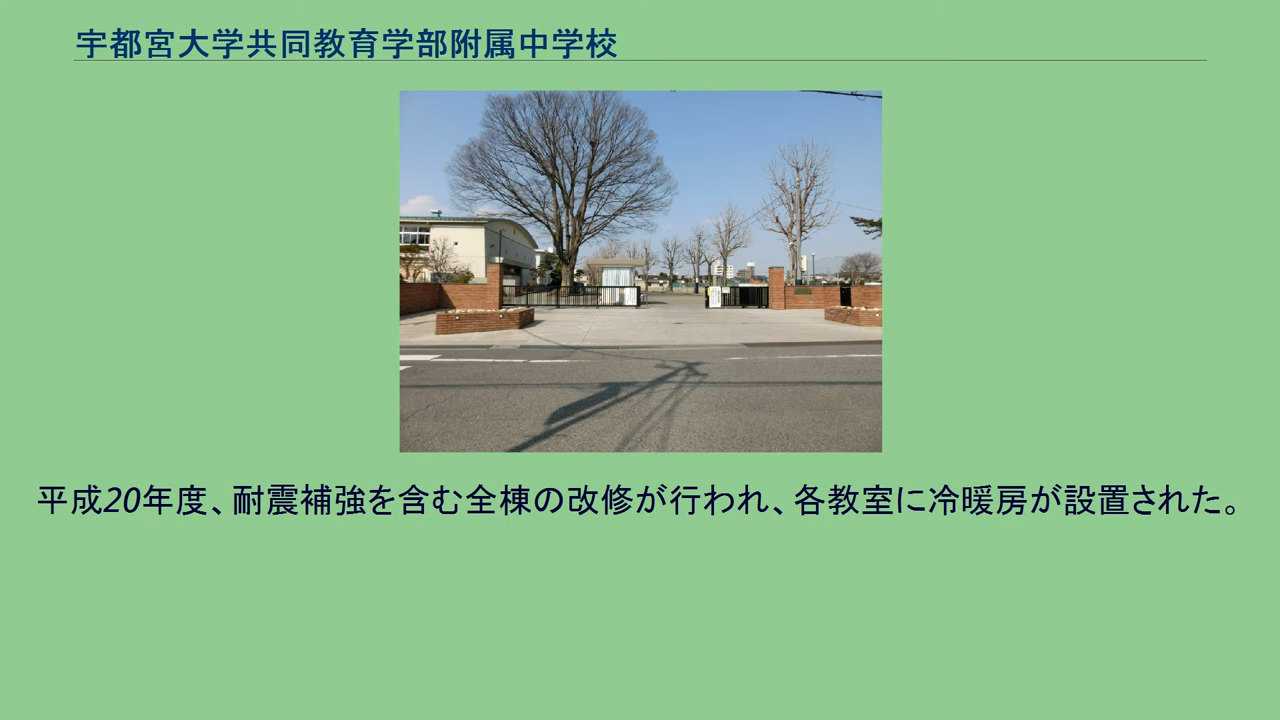 宇都宮大学共同教育学部附属中学校
平成20年度、耐震補強を含む全棟の改修が行われ、各教室に冷暖房が設置された。